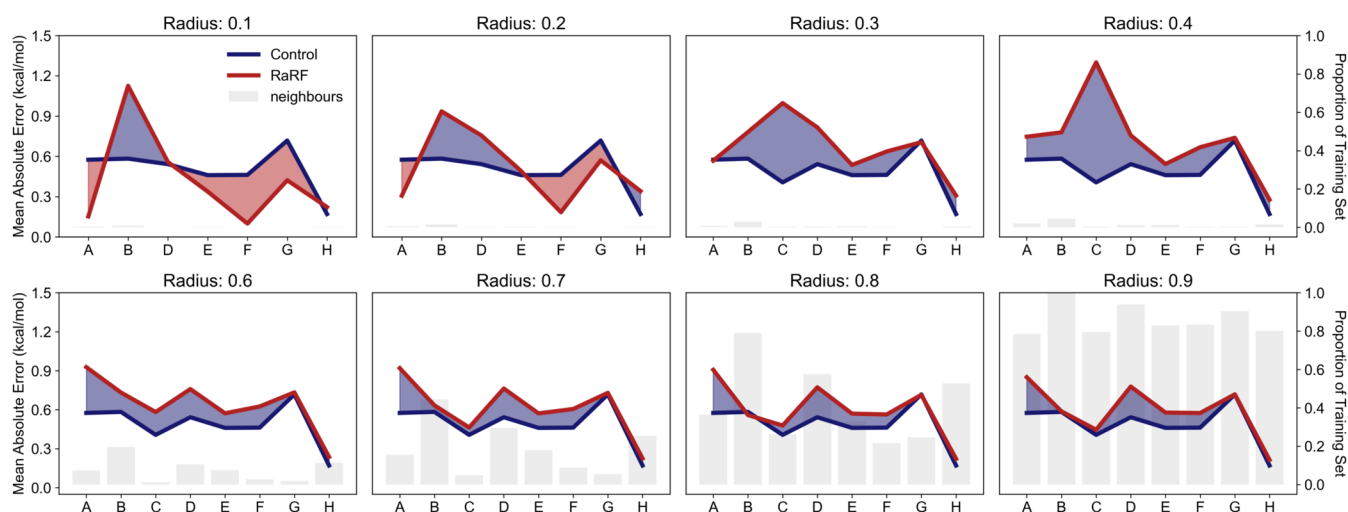 Radius: 0.1 Radius: 0.2 Radius: 0.3 Radius: 0.4
Mean Absolute Error (kcal/mol)
1.5
1.2
0.9
0.6
0.3
0.0
Control
RaRF
neighbours
1.0
0.8
0.6
0.4
0.2
0.0
Proportion of Training Set
A B D E F G H
A B D E F G H
A B C D E F G H
A B C D E F G H
Radius: 0.6 Radius: 0.7 Radius: 0.8 Radius: 0.9
Mean Absolute Error (kcal/mol)
1.5
1.2
0.9
0.6
0.3
0.0
1.0
0.8
0.6
0.4
0.2
0.0
Proportion of Training Set
A B C D E F G H
A B C D E F G H
A B C D E F G H
A B C D E F G H